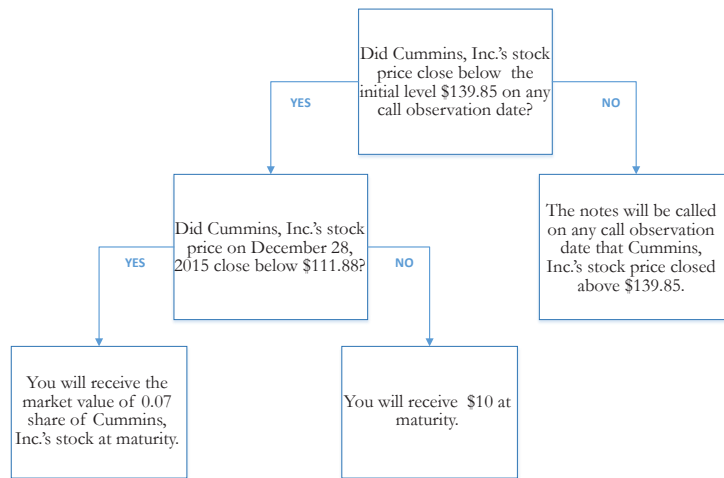 Did Cummins, Inc.'s stock
price close below the
initial level $139.85 on any
call observation date?
YES
NO
Did Cummins, Inc.'s stock
price on December 28,
2015 close below $111.88?
The notes will be called
on any call observation
date that Cummins,
Inc.'s stock price closed
above $139.85.
YES
NO
You will receive the
market value of 0.07
share of Cummins,
Inc.'s stock at maturity.
You will receive $10 at
maturity.